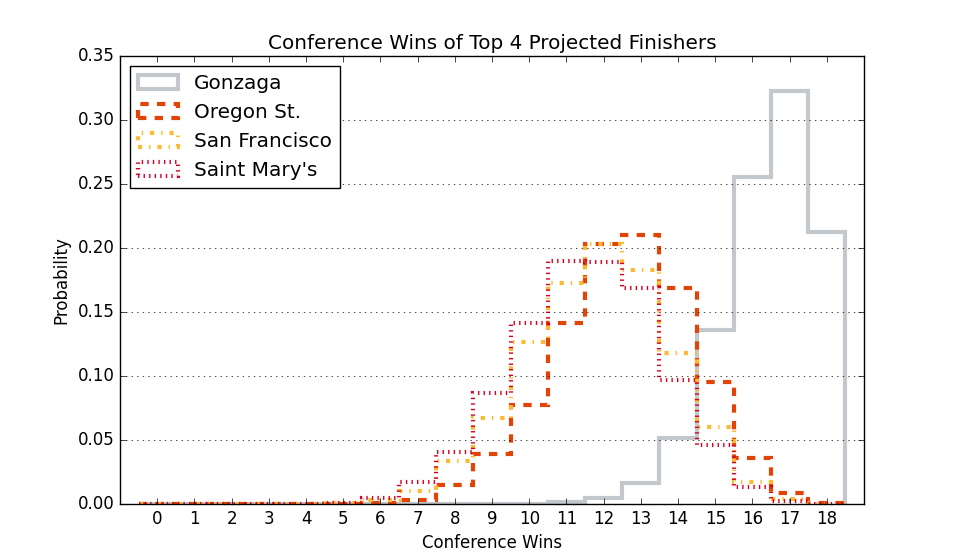 Conference Wins of Top 4 Projected Finishers
0.35
0.30
0.25
0.20
0.15
0.10
0.05
0.00
Probability
Gonzaga
Oregon St.
San Francisco
Saint Mary's
0 1 2 3 4 5 6 7 8 9 10 11 12 13 14 15 16 17 18
Conference Wins